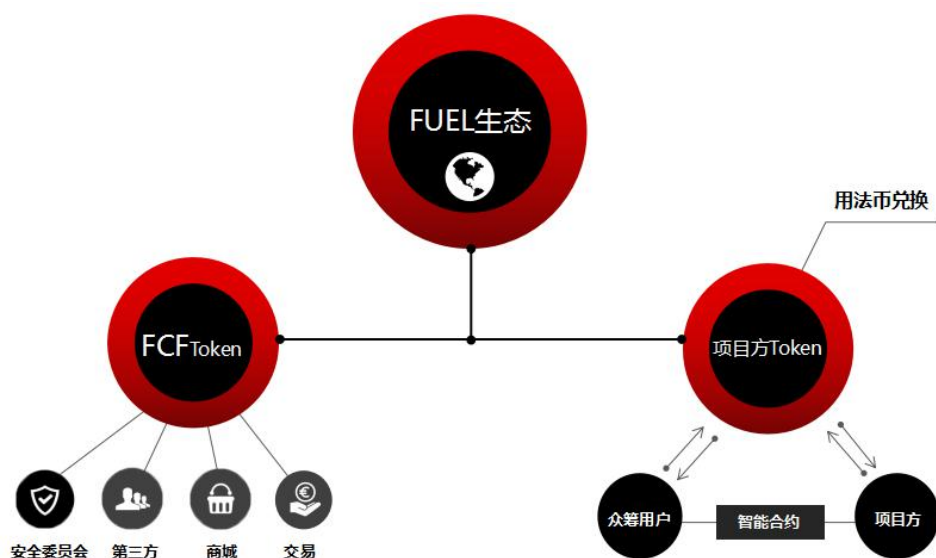 FUEL生态
用法币兑换
FCFToken
项目方Token
众筹用户
智能合约
项目方
安全委员会
第三方
商城
交易